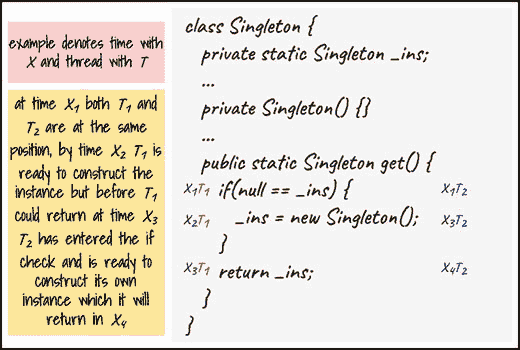 example denotes time with
X and thread with T
at time X₁ both T₁ and
T₂ are at the same
position, by time X₂ T₁ is
ready to construct the
instance but before T₁
could return at time X₃
T₂ has entered the if
check and is ready to
construct its own
instance which it will
return in X₄
class Singleton {
private static Singleton _ins;
...
private Singleton() {}
...
public static Singleton get() {
X₁T₁ if(null == _ins) { X₁T₂
X₂T₁ _ins = new Singleton(); X₃T₂
}
X₃T₁ return _ins; X₄T₂
}
}